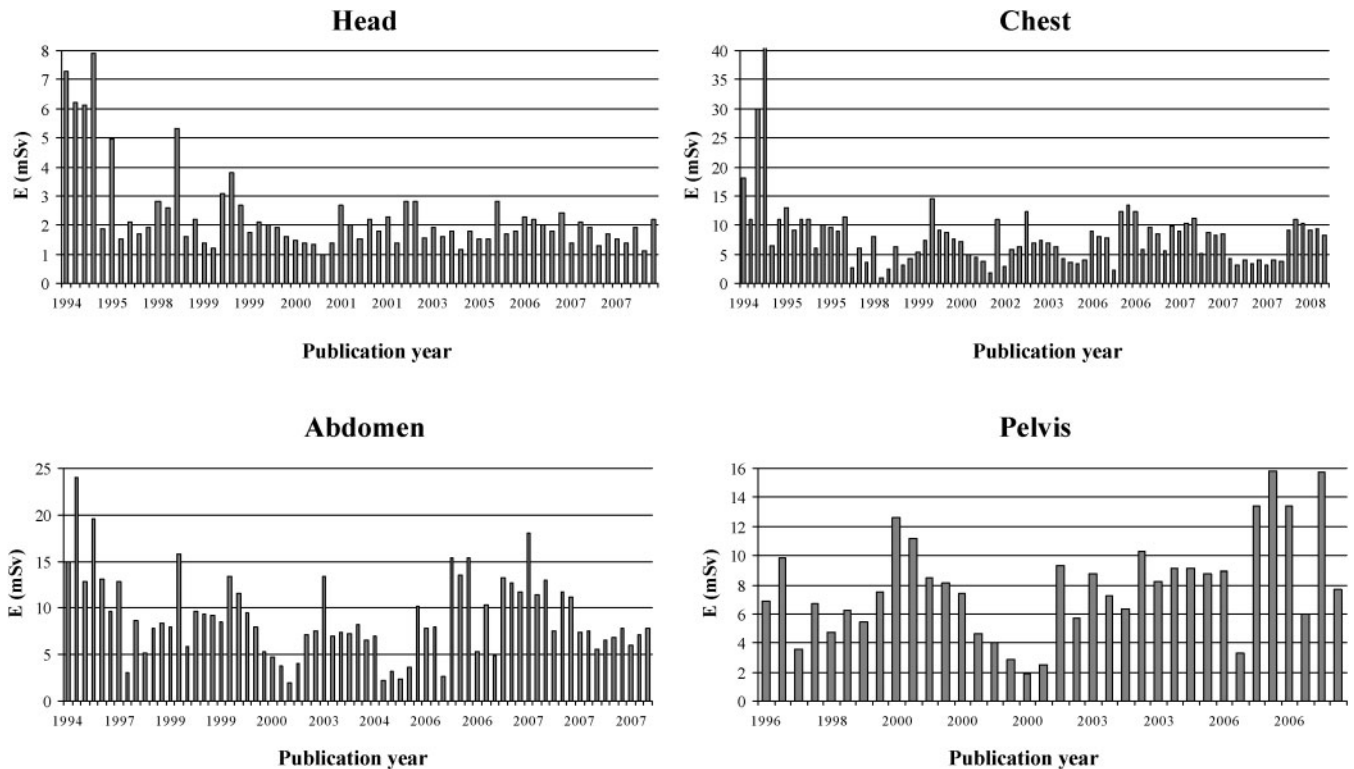 Head
E (mSv)
8
7
6
5
4
3
2
1
0
1994 1995 1998 1999 1999 2000 2001 2001 2003 2005 2006 2007 2007
Publication year
Chest
E (mSv)
40
35
30
25
20
15
10
5
0
1994 1995 1995 1998 1999 2000 2002 2003 2006 2006 2007 2007 2007 2008
Publication year
Abdomen
E (mSv)
25
20
15
10
5
0
1994 1997 1999 1999 2000 2003 2004 2006 2006 2007 2007 2007
Publication year
Pelvis
E (mSv)
16
14
12
10
8
6
4
2
0
1996 1998 2000 2000 2000 2003 2003 2006 2006
Publication year